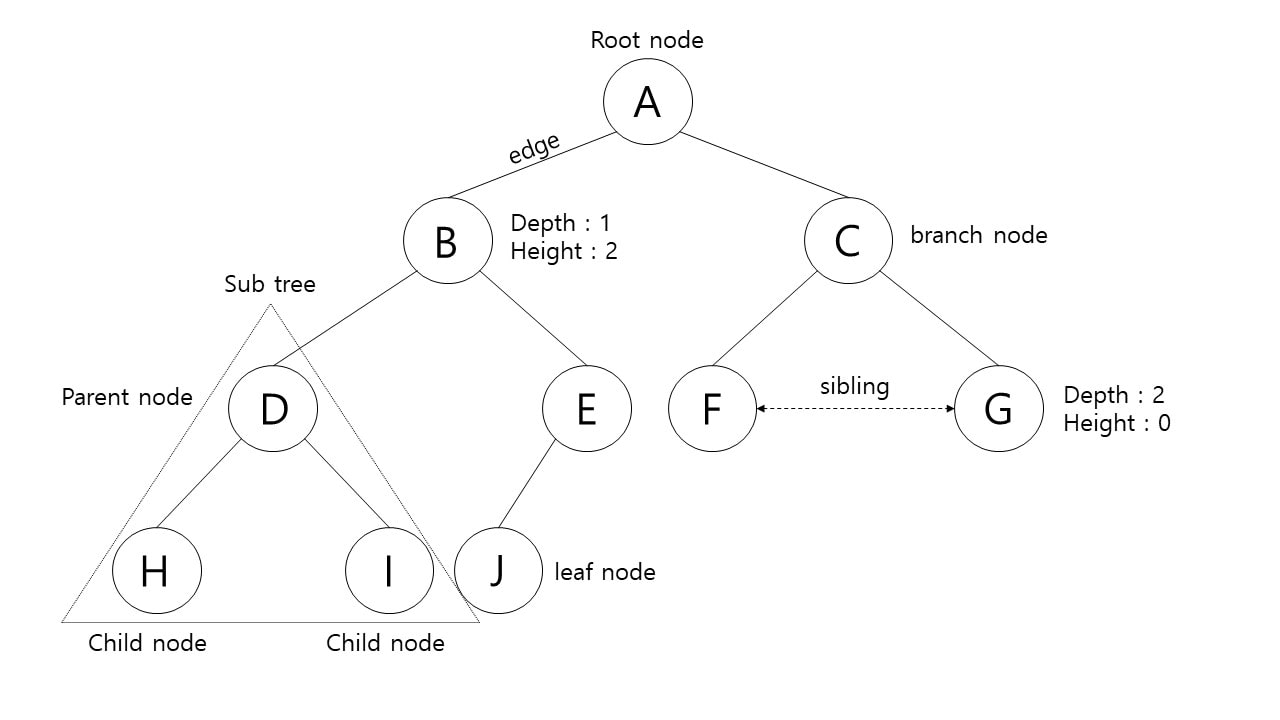 Root node
A
edge
B
Depth : 1
Height : 2
C
branch node
Sub tree
Parent node
D
E
F
sibling
G
Depth : 2
Height : 0
H
I
J
leaf node
Child node
Child node